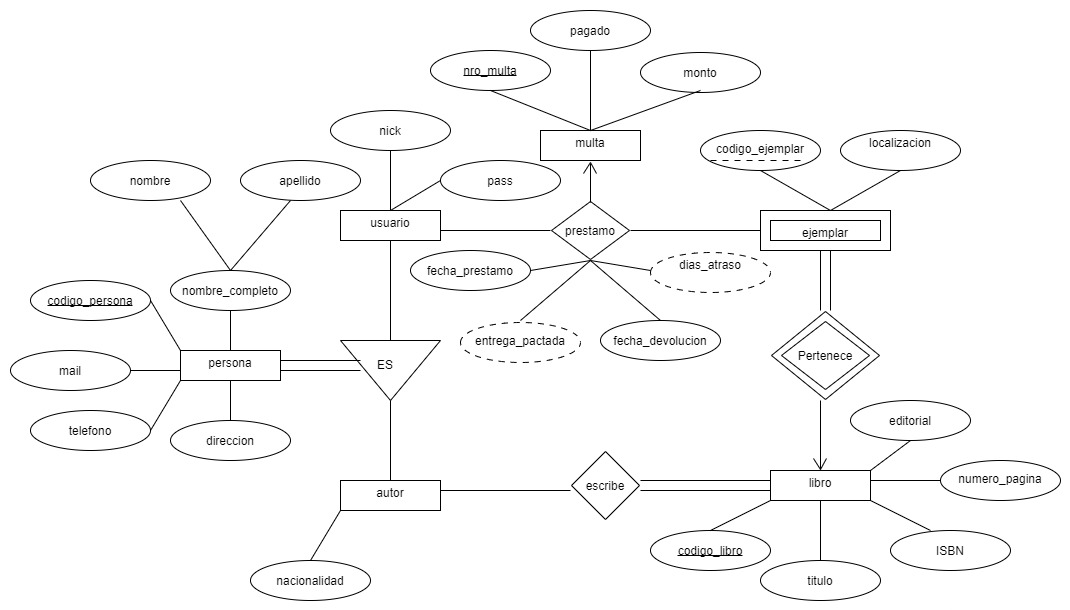 pagado
nro_multa
monto
nick
multa
codigo_ejemplar
localizacion
nombre
apellido
pass
usuario
prestamo
ejemplar
fecha_prestamo
dias_atraso
nombre_completo
codigo_persona
entrega_pactada
fecha_devolucion
persona
ES
Pertenece
mail
telefono
direccion
editorial
autor
escribe
libro
numero_pagina
codigo_libro
ISBN
nacionalidad
titulo